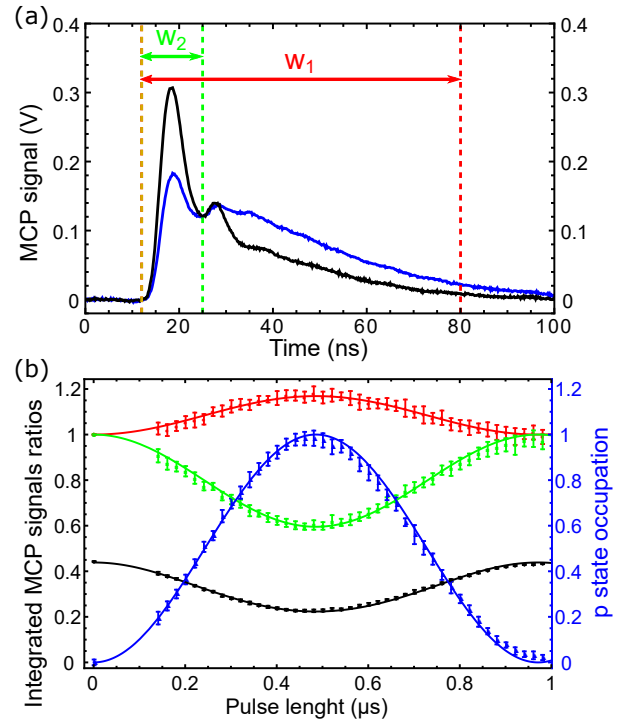 (a)
0.4 0.4
w2
w1
0.3 0.3
MCP signal (V)
0.2 0.2
0.1 0.1
0 0
0 20 40 60 80 100
Time (ns)
(b)
1.2 1.2
1 1
0.8 0.8
0.6 0.6
0.4 0.4
0.2 0.2
0 0
Integrated MCP signals ratios
p state occupation
0 0.2 0.4 0.6 0.8 1
Pulse lenght (μs)